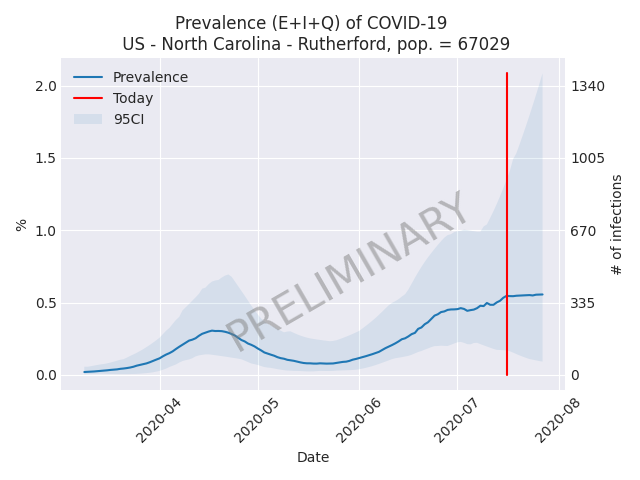 Prevalence (E+I+Q) of COVID-19
US - North Carolina - Rutherford, pop. = 67029
Prevalence
Today
95CI
2.0
1.5
1.0
0.5
0.0
%
1340
1005
670
335
0
# of infections
PRELIMINARY
2020-04
2020-05
2020-06
2020-07
2020-08
Date